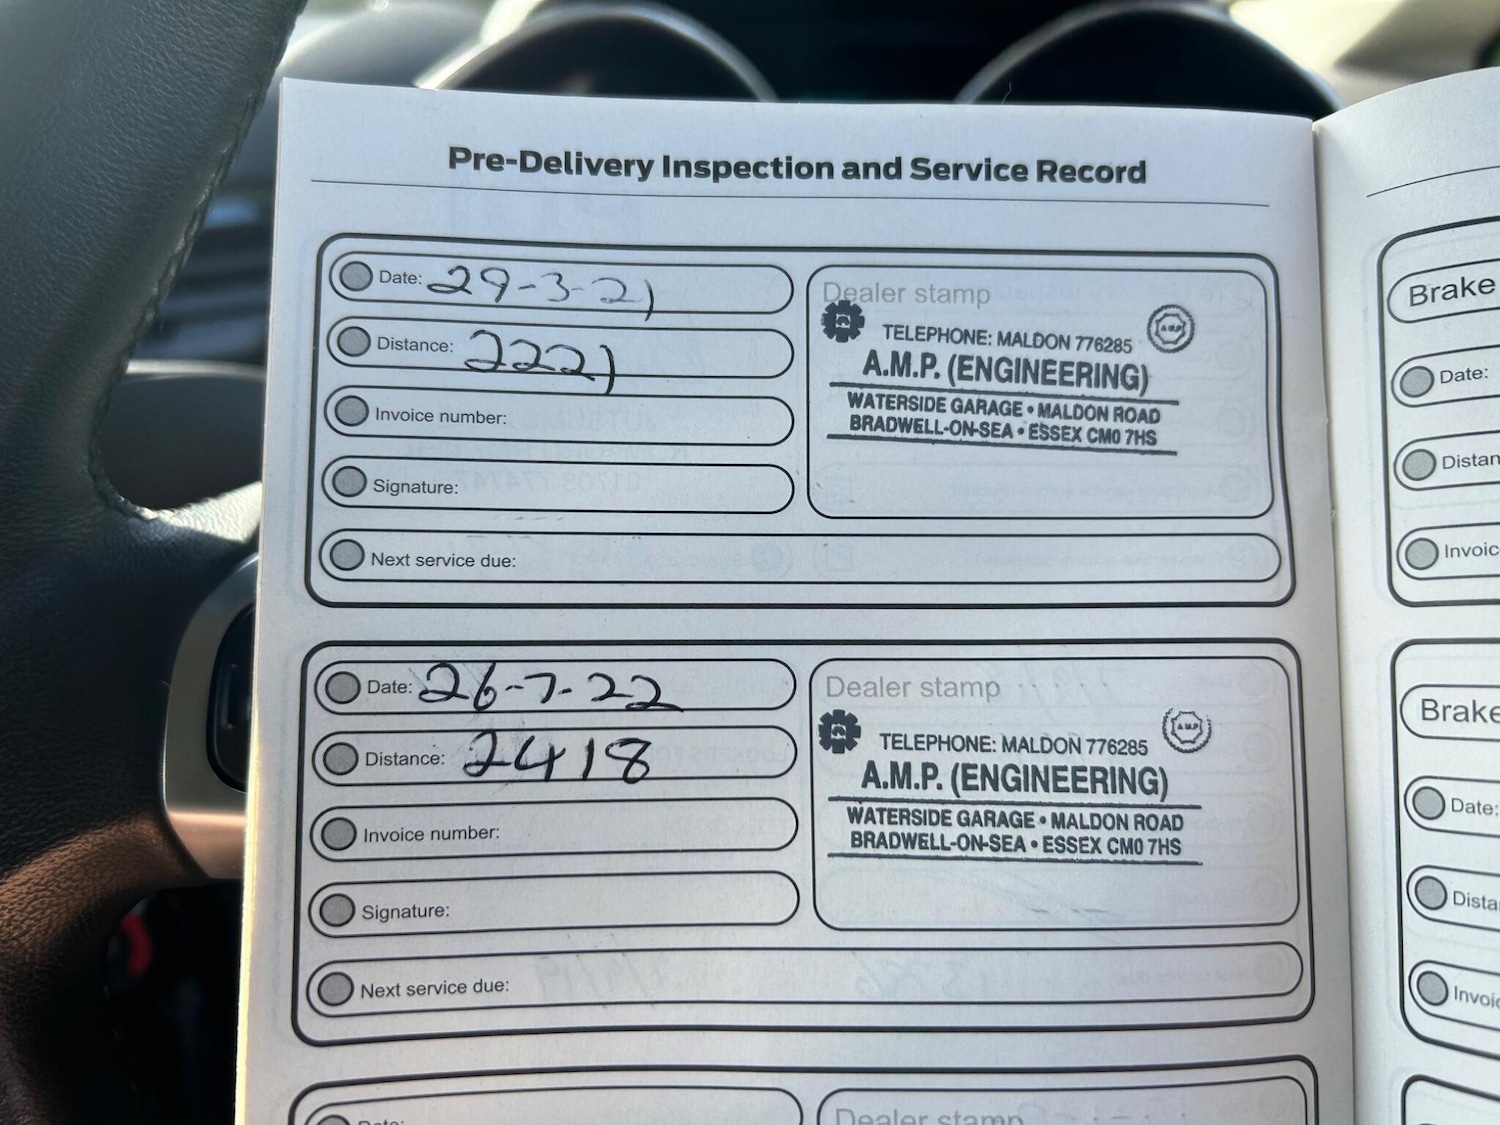 Pre-Delivery Inspection and Service Record
Date: 29-3-21
Distance: 2221
Invoice number:
Signature:
Next service due:
Dealer stamp
TELEPHONE: MALDON 776285
A.M.P.
A.M.P. (ENGINEERING)
WATERSIDE GARAGE • MALDON ROAD
BRADWELL-ON-SEA • ESSEX CM0 7HS
Date: 26-7-22
Distance: 2418
Invoice number:
Signature:
Next service due:
Dealer stamp
TELEPHONE: MALDON 776285
A.M.P.
A.M.P. (ENGINEERING)
WATERSIDE GARAGE • MALDON ROAD
BRADWELL-ON-SEA • ESSEX CM0 7HS
Date:
Dealer stamp
Brake
Date:
Distan
Invoic
Brake
Date:
Dista
Invoic